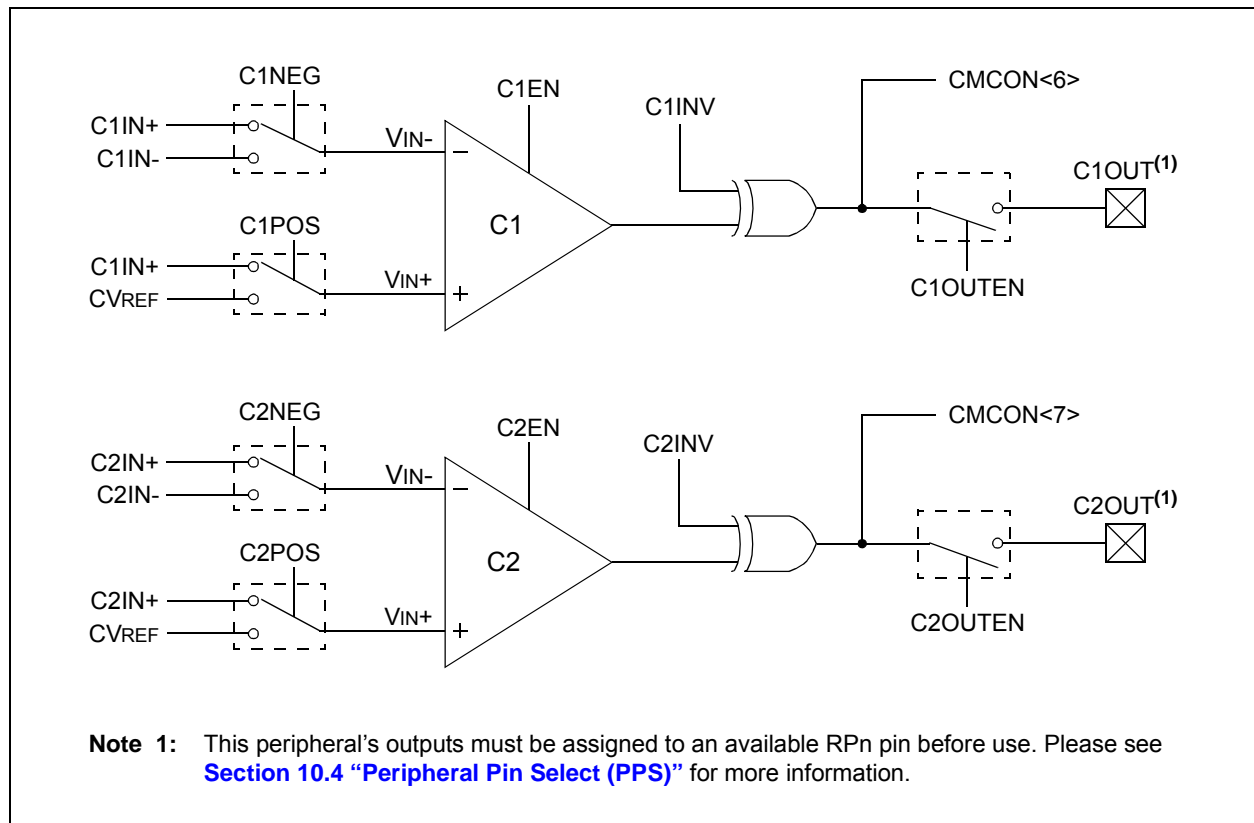 C1NEG
C1EN
C1INV
CMCON<6>
C1IN+
C1IN-
VIN-
−
C1OUT(1)
C1
C1POS
C1IN+
CVREF
VIN+
+
C1OUTEN
C2NEG
C2EN
C2INV
CMCON<7>
C2IN+
C2IN-
VIN-
−
C2OUT(1)
C2
C2POS
C2IN+
CVREF
VIN+
+
C2OUTEN
Note 1: This peripheral's outputs must be assigned to an available RPn pin before use. Please see
Section 10.4 “Peripheral Pin Select (PPS)” for more information.